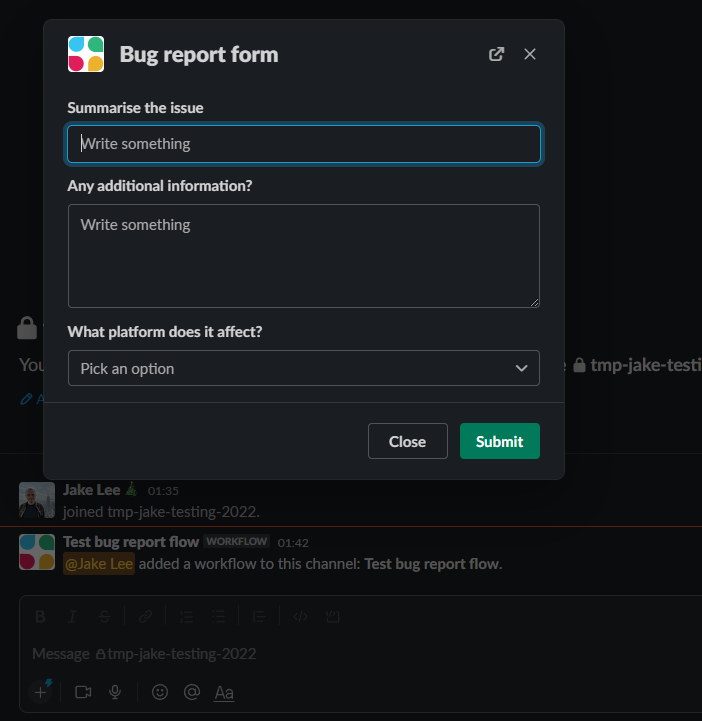 Bug report form
Summarise the issue
Write something
Any additional information?
Write something
What platform does it affect?
Pick an option
Close Submit
You
tmp-jake-testi
A
Jake Lee 01:35
joined tmp-jake-testing-2022.
Test bug report flow WORKFLOW 01:42
@Jake Lee added a workflow to this channel: Test bug report flow.
B I S
Message tmp-jake-testing-2022
Aa